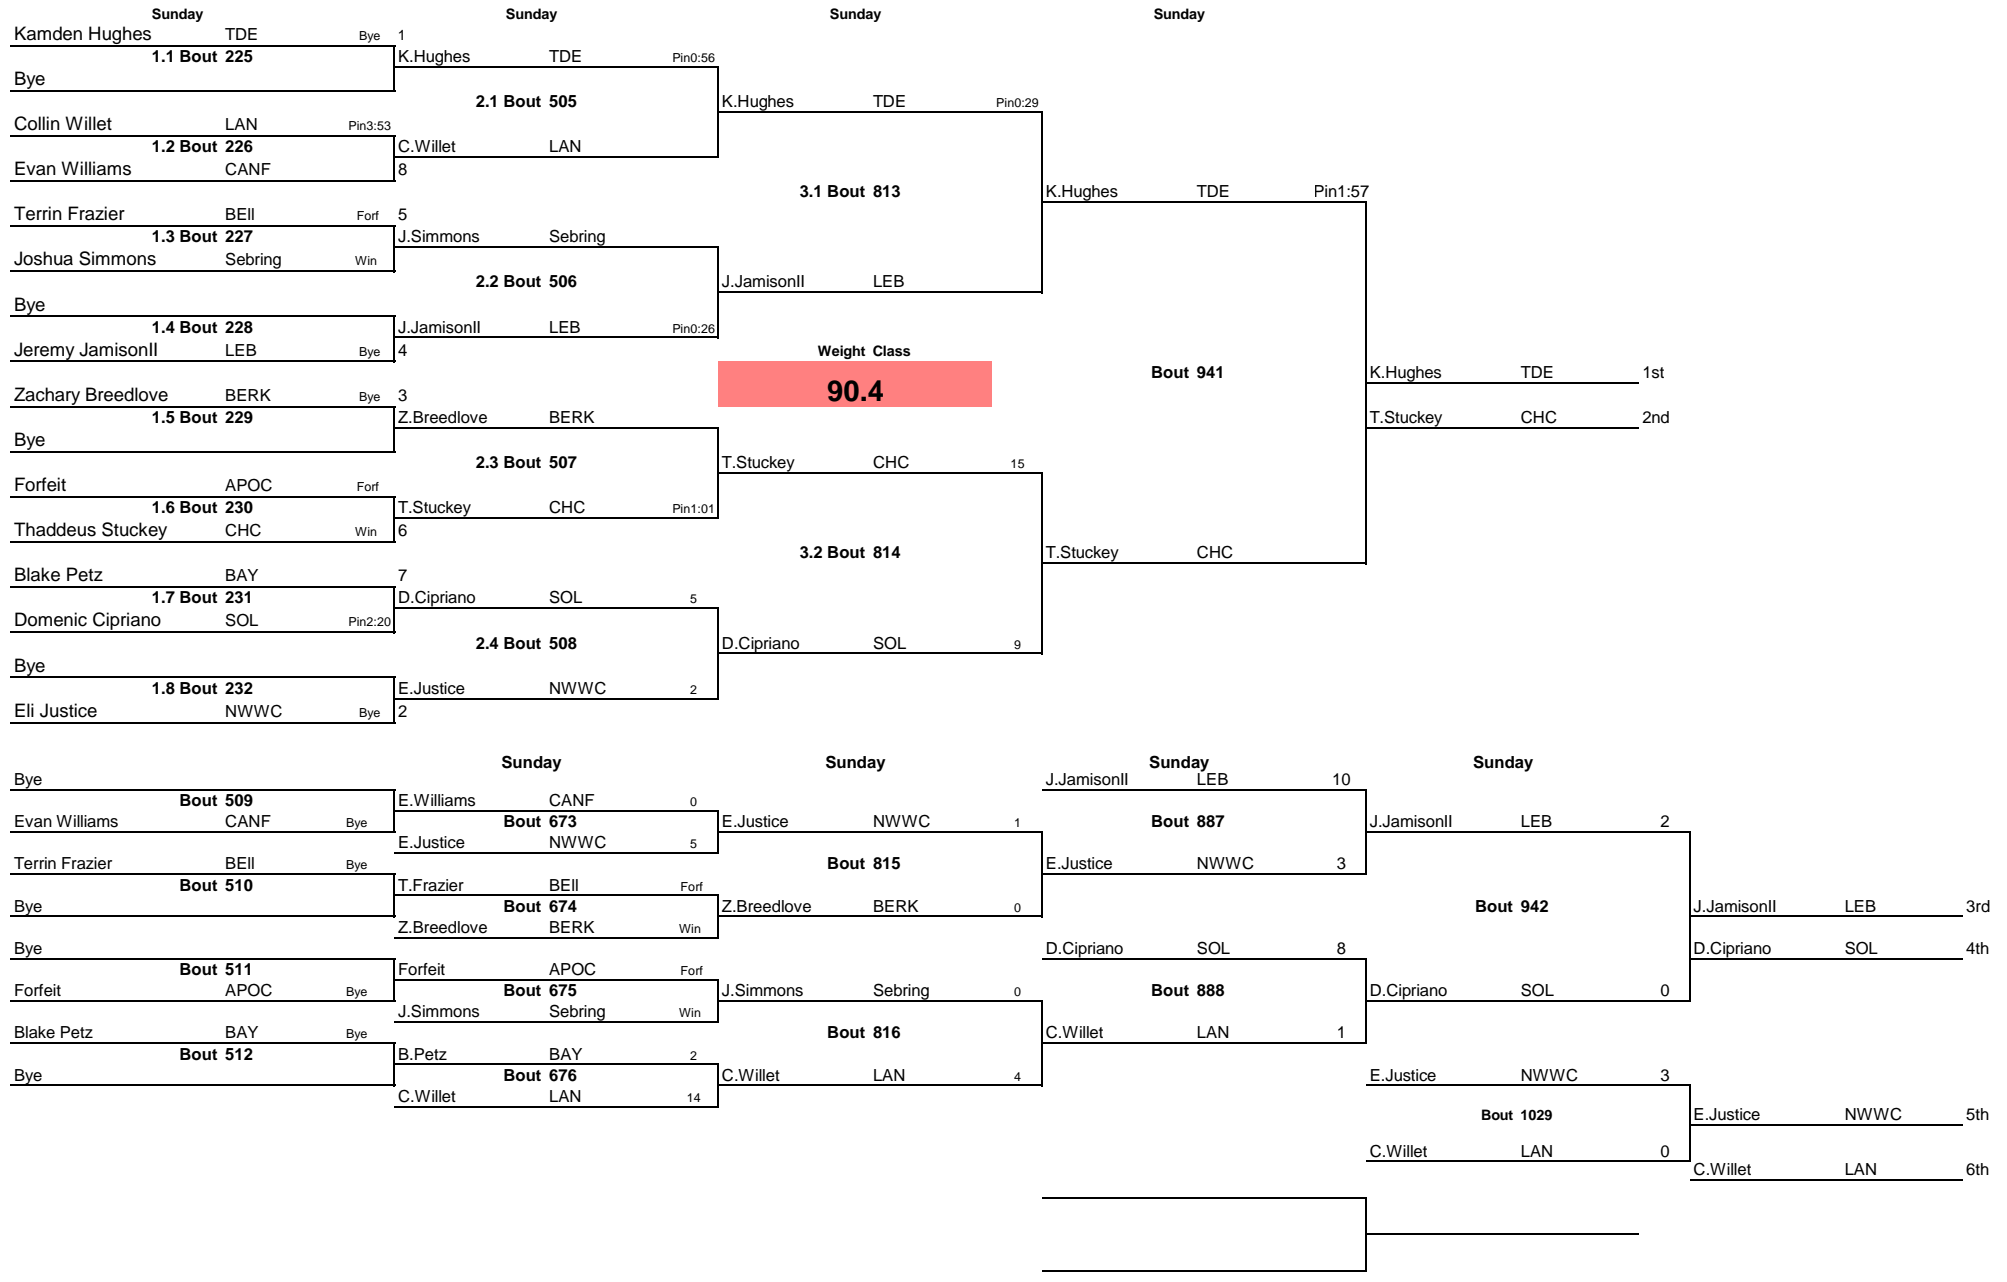 Sunday Sunday Sunday Sunday
Kamden Hughes TDE Bye 1
1.1 Bout 225 K.Hughes TDE Pin0:56
Bye
2.1 Bout 505 K.Hughes TDE Pin0:29
Collin Willet LAN Pin3:53
1.2 Bout 226 C.Willet LAN
Evan Williams CANF 8
3.1 Bout 813 K.Hughes TDE Pin1:57
Terrin Frazier BEll Forf 5
1.3 Bout 227 J.Simmons Sebring
Joshua Simmons Sebring Win
2.2 Bout 506 J.JamisonII LEB
Bye
1.4 Bout 228 J.JamisonII LEB Pin0:26
Jeremy JamisonII LEB Bye 4 Weight Class
Bout 941 K.Hughes TDE 1st
Zachary Breedlove BERK Bye 3 90.4
1.5 Bout 229 Z.Breedlove BERK T.Stuckey CHC 2nd
Bye
2.3 Bout 507 T.Stuckey CHC 15
Forfeit APOC Forf
1.6 Bout 230 T.Stuckey CHC Pin1:01
Thaddeus Stuckey CHC Win 6
3.2 Bout 814 T.Stuckey CHC
Blake Petz BAY 7
1.7 Bout 231 D.Cipriano SOL 5
Domenic Cipriano SOL Pin2:20
2.4 Bout 508 D.Cipriano SOL 9
Bye
1.8 Bout 232 E.Justice NWWC 2
Eli Justice NWWC Bye 2
Sunday Sunday Sunday Sunday
Bye J.JamisonII LEB 10
Bout 509 E.Williams CANF 0
Evan Williams CANF Bye Bout 673 E.Justice NWWC 1 Bout 887 J.JamisonII LEB 2
E.Justice NWWC 5
Terrin Frazier BEll Bye Bout 815 E.Justice NWWC 3
Bout 510 T.Frazier BEll Forf
Bye Bout 674 Z.Breedlove BERK 0 Bout 942 J.JamisonII LEB 3rd
Z.Breedlove BERK Win
Bye D.Cipriano SOL 8 D.Cipriano SOL 4th
Bout 511 Forfeit APOC Forf
Forfeit APOC Bye Bout 675 J.Simmons Sebring 0 Bout 888 D.Cipriano SOL 0
J.Simmons Sebring Win
Blake Petz BAY Bye Bout 816 C.Willet LAN 1
Bout 512 B.Petz BAY 2
Bye Bout 676 C.Willet LAN 4 E.Justice NWWC 3
C.Willet LAN 14
Bout 1029 E.Justice NWWC 5th
C.Willet LAN 0
C.Willet LAN 6th